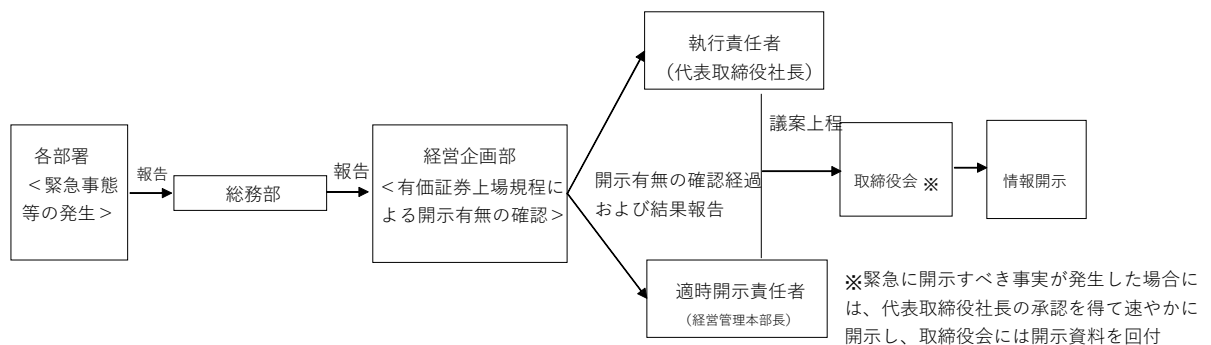 各部署
＜緊急事態
等の発生＞
報告
総務部
報告
経営企画部
＜有価証券上場規程に
よる開示有無の確認＞
執行責任者
（代表取締役社長）
開示有無の確認経過
および結果報告
適時開示責任者
（経営管理本部長）
議案上程
取締役会 ※
情報開示
※緊急に開示すべき事実が発生した場合に
は、代表取締役社長の承認を得て速やかに
開示し、取締役会には開示資料を回付